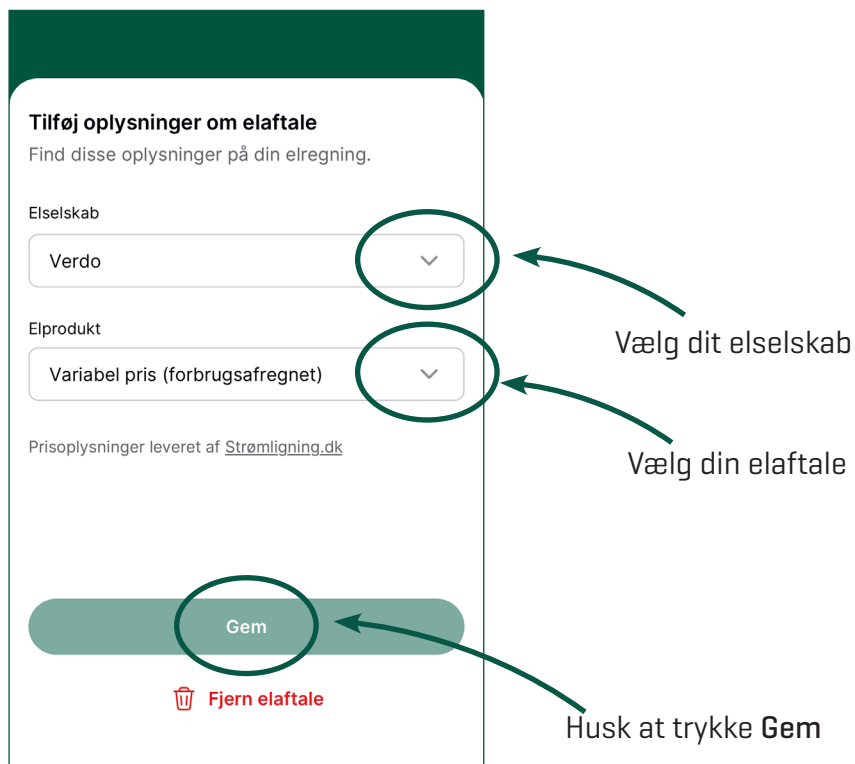 Tilføj oplysninger om elaftale
Find disse oplysninger på din elregning.
Elselskab
Verdo
Vælg dit elselskab
Elprodukt
Variabel pris (forbrugsafregnet)
Vælg din elaftale
Prisoplysninger leveret af Strømligning.dk
Gem
Fjern elaftale
Husk at trykke Gem